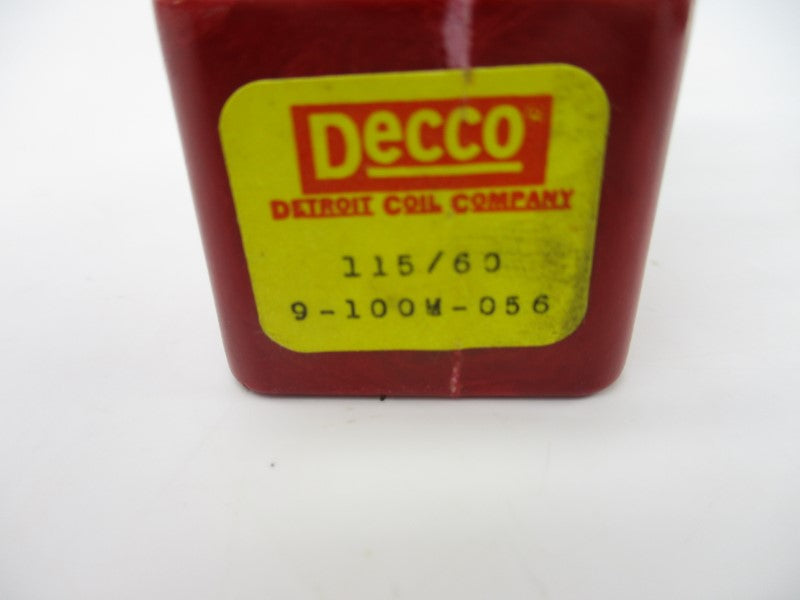 Decco
DETROIT COIL COMPANY
115/60
9-100M-056